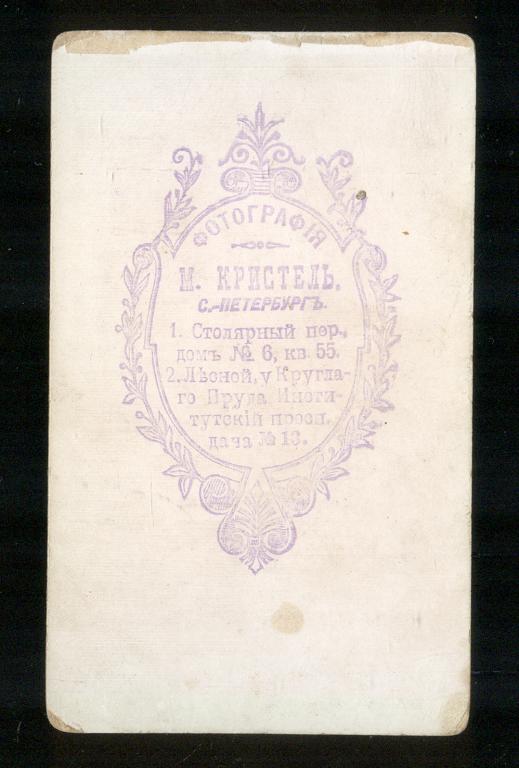 ФОТОГРАФІЯ
М. КРИСТЕЛЬ,
С.-ПЕТЕРБУРГЪ.
1. Столярный пер.,
домъ № 6, кв. 55.
2. Лѣсной, у Кругла-
го Пруда Инсти-
тутскій просп.
дача № 13.